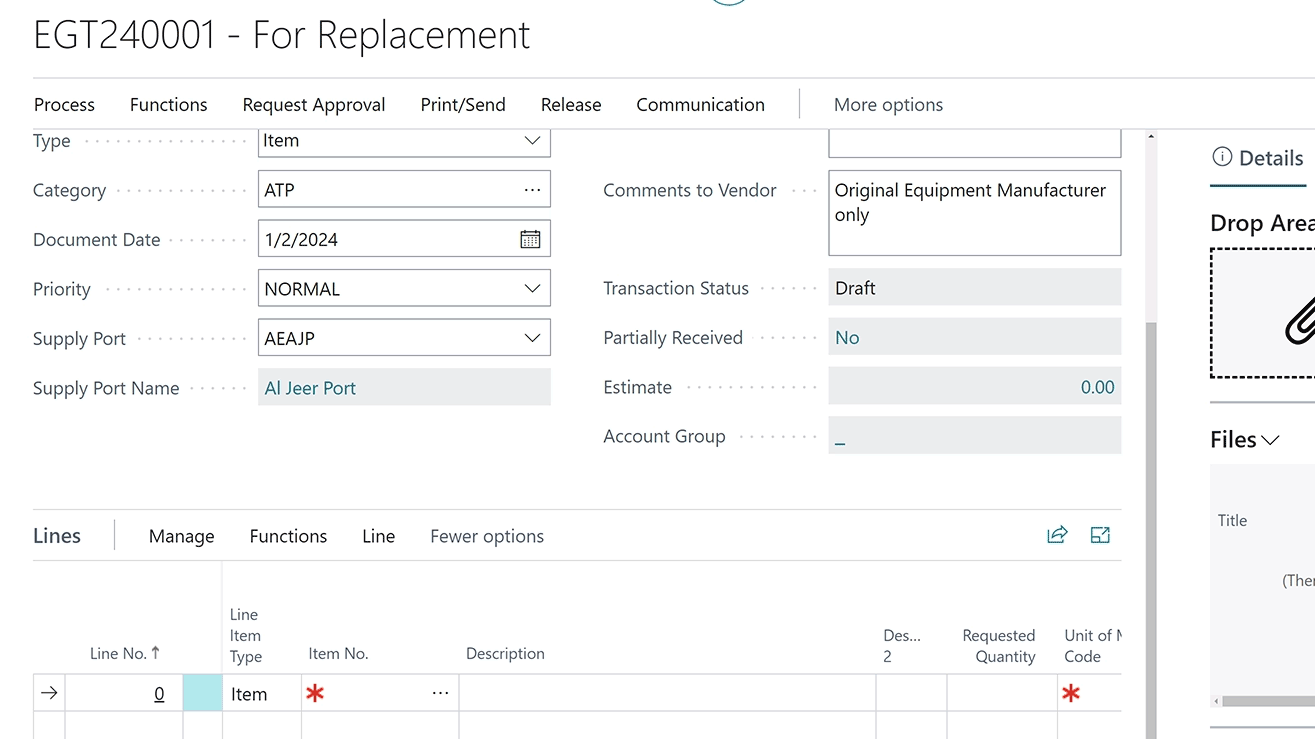 EGT240001 - For Replacement
Process Functions Request Approval Print/Send Release Communication More options
Type Item
Category ATP
Document Date 1/2/2024
Priority NORMAL
Supply Port AEAJP
Supply Port Name Al Jeer Port
Comments to Vendor Original Equipment Manufacturer
only
Transaction Status Draft
Partially Received No
Estimate 0.00
Account Group _
Details
Drop Area
Files
Title
(Ther
Lines Manage Functions Line Fewer options
Line No. ↑
Line
Item
Type
Item No.
Description
Des...
2
Requested
Quantity
Unit of M
Code
0 Item